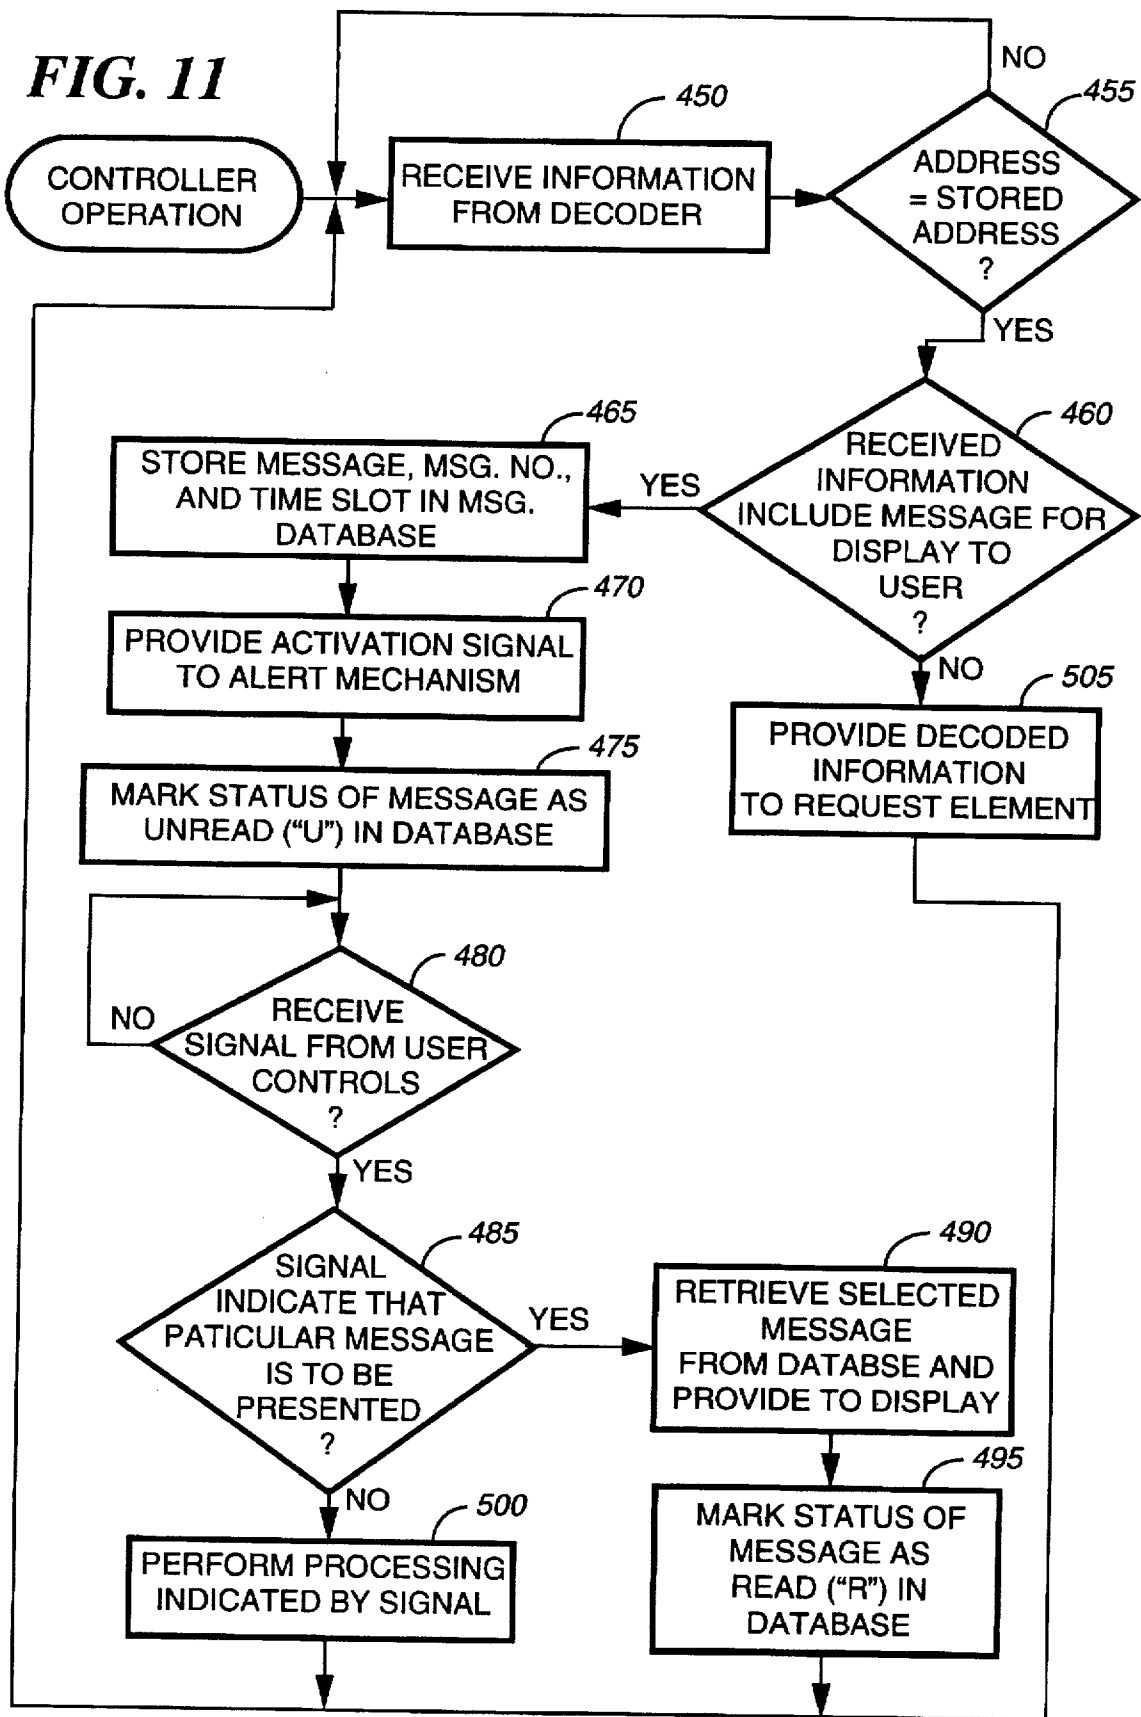 FIG. 11
NO
450
455
CONTROLLER
OPERATION
RECEIVE INFORMATION
FROM DECODER
ADDRESS
= STORED
ADDRESS
?
YES
460
RECEIVED
INFORMATION
INCLUDE MESSAGE FOR
DISPLAY TO
USER
?
YES
465
STORE MESSAGE, MSG. NO.,
AND TIME SLOT IN MSG.
DATABASE
470
PROVIDE ACTIVATION SIGNAL
TO ALERT MECHANISM
NO
505
PROVIDE DECODED
INFORMATION
TO REQUEST ELEMENT
475
MARK STATUS OF MESSAGE AS
UNREAD ("U") IN DATABASE
480
NO
RECEIVE
SIGNAL FROM USER
CONTROLS
?
YES
485
SIGNAL
INDICATE THAT
PATICULAR MESSAGE
IS TO BE
PRESENTED
?
YES
490
RETRIEVE SELECTED
MESSAGE
FROM DATABSE AND
PROVIDE TO DISPLAY
495
MARK STATUS OF
MESSAGE AS
READ ("R") IN
DATABASE
NO
500
PERFORM PROCESSING
INDICATED BY SIGNAL